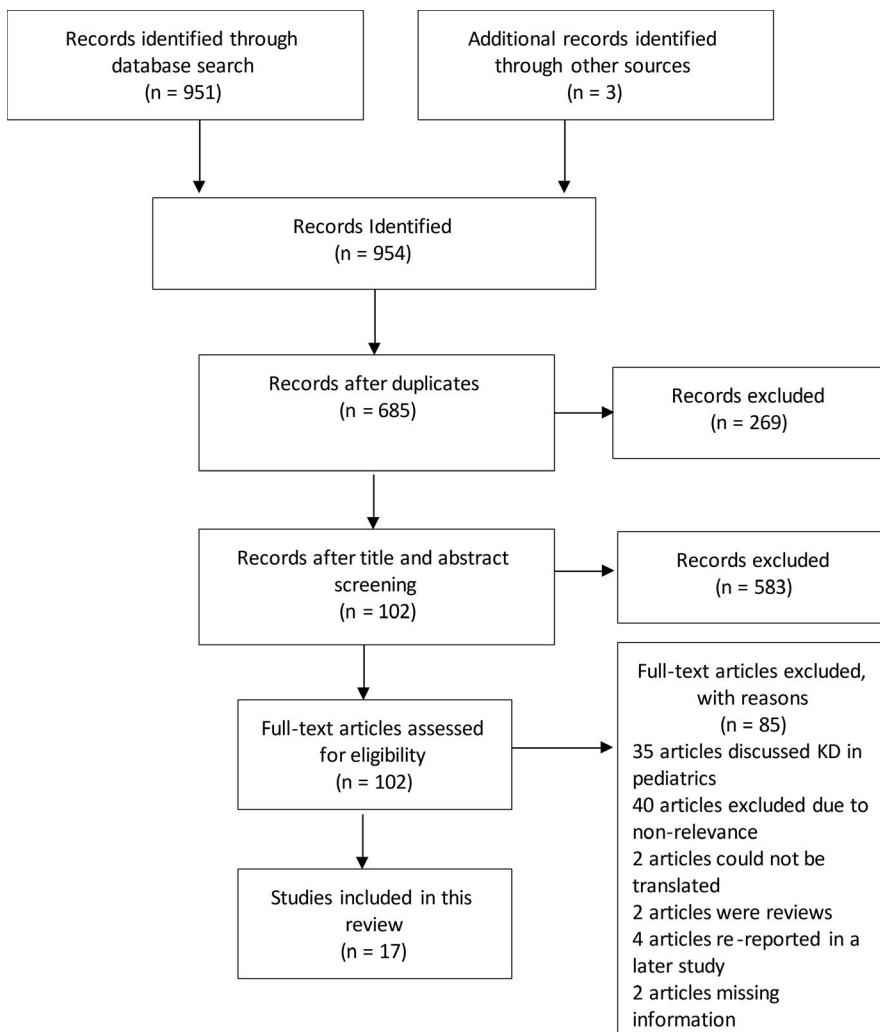 Records identified through
database search
(n = 951)
Additional records identified
through other sources
(n = 3)
Records Identified
(n = 954)
Records after duplicates
(n = 685)
Records excluded
(n = 269)
Records after title and abstract
screening
(n = 102)
Records excluded
(n = 583)
Full-text articles assessed
for eligibility
(n = 102)
Full-text articles excluded,
with reasons
(n = 85)
35 articles discussed KD in
pediatrics
40 articles excluded due to
non-relevance
2 articles could not be
translated
2 articles were reviews
4 articles re-reported in a
later study
2 articles missing
information
Studies included in this
review
(n = 17)